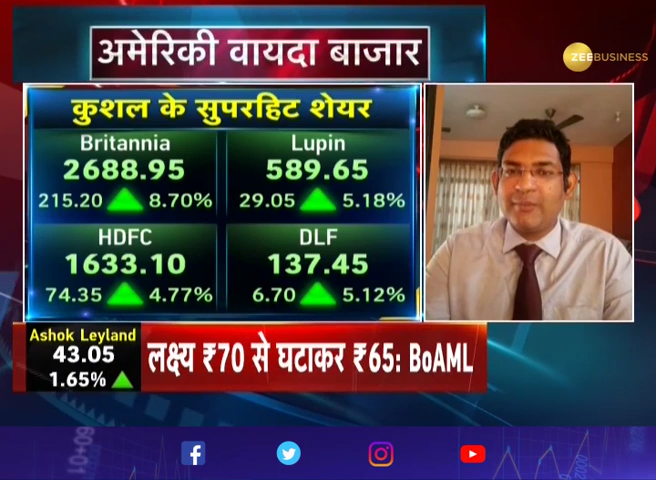 अमेरिकी वायदा बाजार
ZEEBUSINESS
कुशल के सुपरहिट शेयर
Britannia
2688.95
215.20 8.70%
Lupin
589.65
29.05 5.18%
HDFC
1633.10
74.35 4.77%
DLF
137.45
6.70 5.12%
Ashok Leyland
43.05
1.65%
लक्ष्य ₹70 से घटाकर ₹65: BoAML